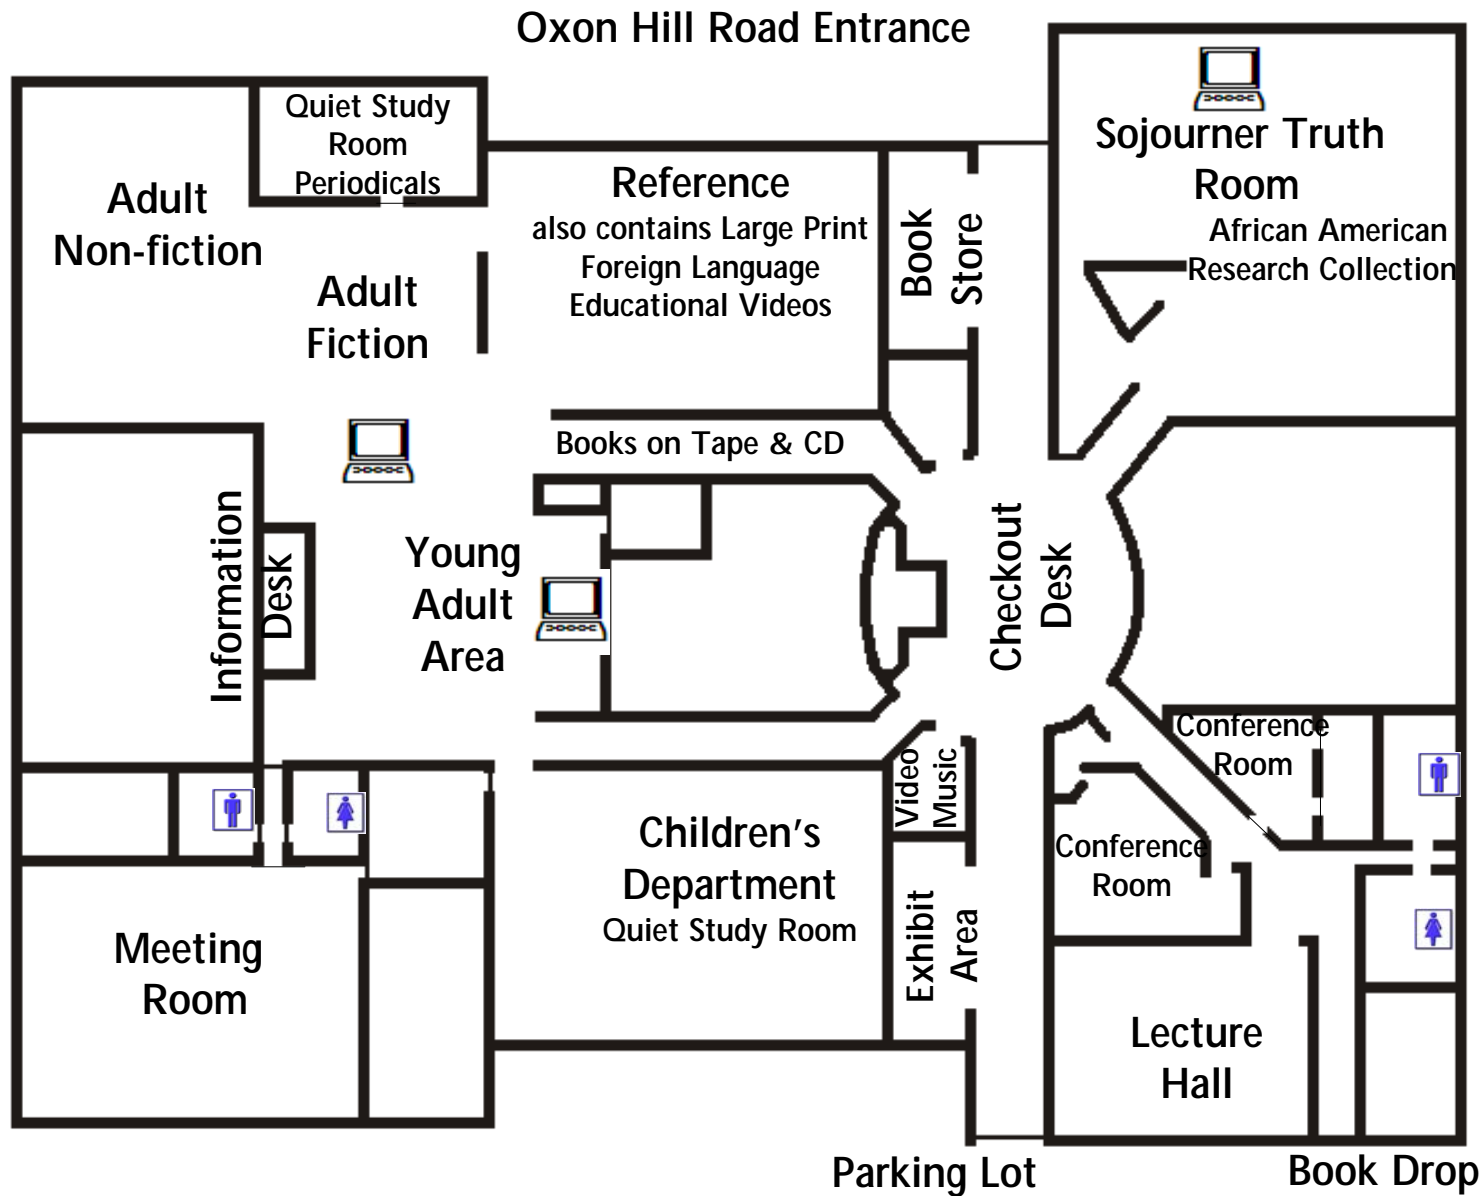 Oxon Hill Road Entrance
Quiet Study
Room
Periodicals
Adult
Non-fiction
Adult
Fiction
Reference
also contains Large Print
Foreign Language
Educational Videos
Book
Store
Sojourner Truth
Room
African American
Research Collection
Books on Tape & CD
Information
Desk
Young
Adult
Area
Checkout
Desk
Conference
Room
Video
Music
Children's
Department
Quiet Study Room
Conference
Room
Exhibit
Area
Meeting
Room
Lecture
Hall
Parking Lot
Book Drop